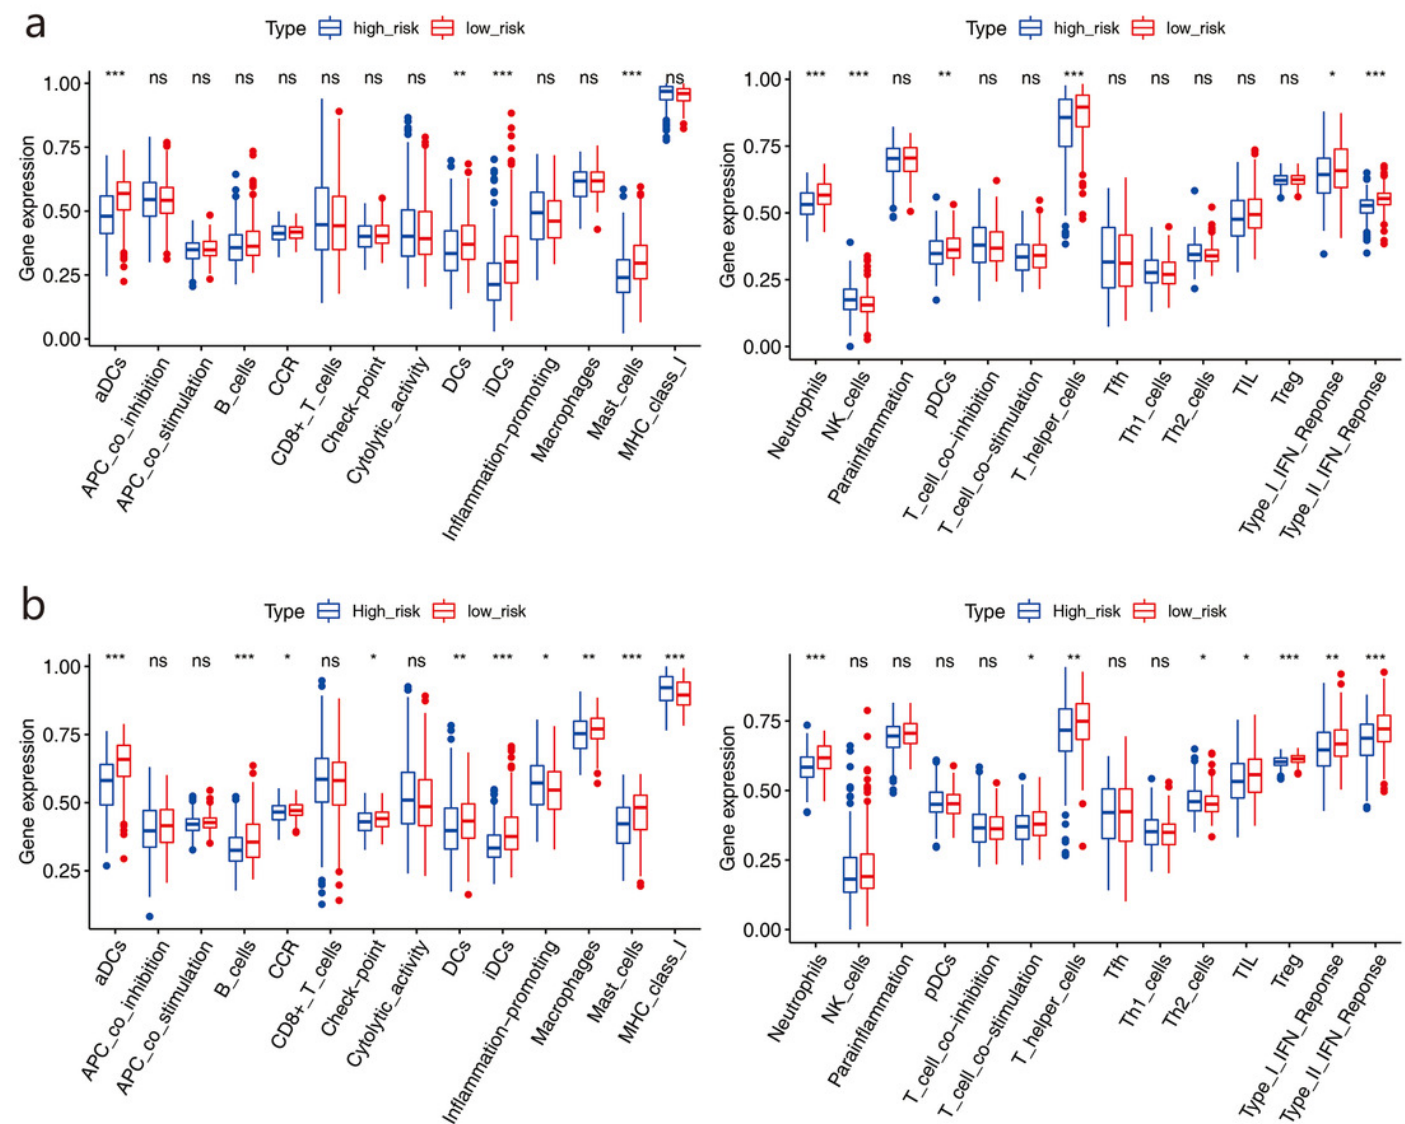 a
Type high_risk low_risk
*** ns ns ns ns ns ns ns ** *** ns ns *** ns
1.00
0.75
0.50
0.25
0.00
Gene expression
aDCs
APC_co_inhibition
APC_co_stimulation
B_cells
CCR
CD8+_T_cells
Check-point
Cytolytic_activity
DCs
iDCs
Inflammation-promoting
Macrophages
Mast_cells
MHC_class_I
Type high_risk low_risk
*** *** ns ** ns ns *** ns ns ns ns ns * ***
1.00
0.75
0.50
0.25
0.00
Gene expression
Neutrophils
NK_cells
Parainflammation
pDCs
T_cell_co-inhibition
T_cell_co-stimulation
T_helper_cells
Tfh
Th1_cells
Th2_cells
TIL
Treg
Type_I_IFN_Reponse
Type_II_IFN_Reponse
b
Type High_risk low_risk
*** ns ns *** * ns * ns ** *** * ** *** ***
1.00
0.75
0.50
0.25
Gene expression
aDCs
APC_co_inhibition
APC_co_stimulation
B_cells
CCR
CD8+_T_cells
Check-point
Cytolytic_activity
DCs
iDCs
Inflammation-promoting
Macrophages
Mast_cells
MHC_class_I
Type High_risk low_risk
*** ns ns ns ns * ** ns ns * * *** ** ***
0.75
0.50
0.25
0.00
Gene expression
Neutrophils
NK_cells
Parainflammation
pDCs
T_cell_co-inhibition
T_cell_co-stimulation
T_helper_cells
Tfh
Th1_cells
Th2_cells
TIL
Treg
Type_I_IFN_Reponse
Type_II_IFN_Reponse